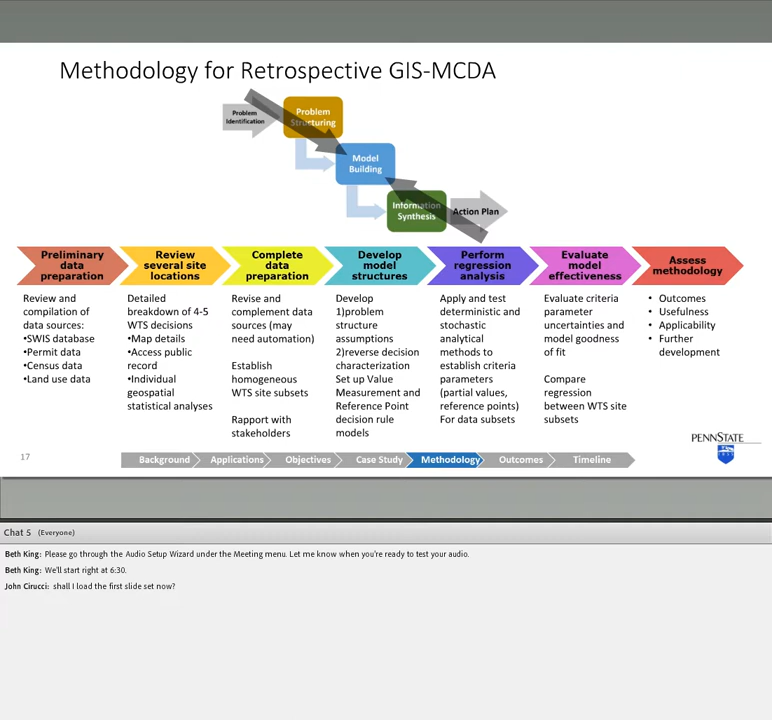 Methodology for Retrospective GIS-MCDA
Problem
Identification
Problem
Structuring
Model
Building
Information
Synthesis
Action Plan
Preliminary
data
preparation
Review
several site
locations
Complete
data
preparation
Develop
model
structures
Perform
regression
analysis
Evaluate
model
effectiveness
Assess
methodology
Review and
compilation of
data sources:
•SWIS database
•Permit data
•Census data
•Land use data
Detailed
breakdown of 4-5
WTS decisions
•Map details
•Access public
record
•Individual
geospatial
statistical analyses
Revise and
complement data
sources (may
need automation)
Establish
homogeneous
WTS site subsets
Rapport with
stakeholders
Develop
1)problem
structure
assumptions
2)reverse decision
characterization
Set up Value
Measurement and
Reference Point
decision rule
models
Apply and test
deterministic and
stochastic
analytical
methods to
establish criteria
parameters
(partial values,
reference points)
For data subsets
Evaluate criteria
parameter
uncertainties and
model goodness
of fit
Compare
regression
between WTS site
subsets
• Outcomes
• Usefulness
• Applicability
• Further
development
PENNSTATE
17
Background
Applications
Objectives
Case Study
Methodology
Outcomes
Timeline
Chat 5 (Everyone)
Beth King: Please go through the Audio Setup Wizard under the Meeting menu. Let me know when you're ready to test your audio.
Beth King: We'll start right at 6:30.
John Cirucci: shall I load the first slide set now?